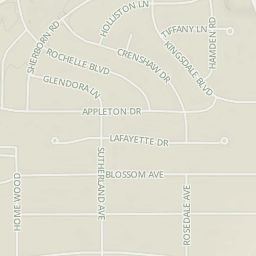 HOLLISTON LN
TIFFANY LN
HAMDEN RD
SHERBORN RD
ROCHELLE BLVD
CRENSHAW DR
KINGSDALE BLVD
GLENDORA LN
APPLETON DR
LAFAYETTE DR
SUTHERLAND AVE
BLOSSOM AVE
HOME WOOD
ROSEDALE AVE